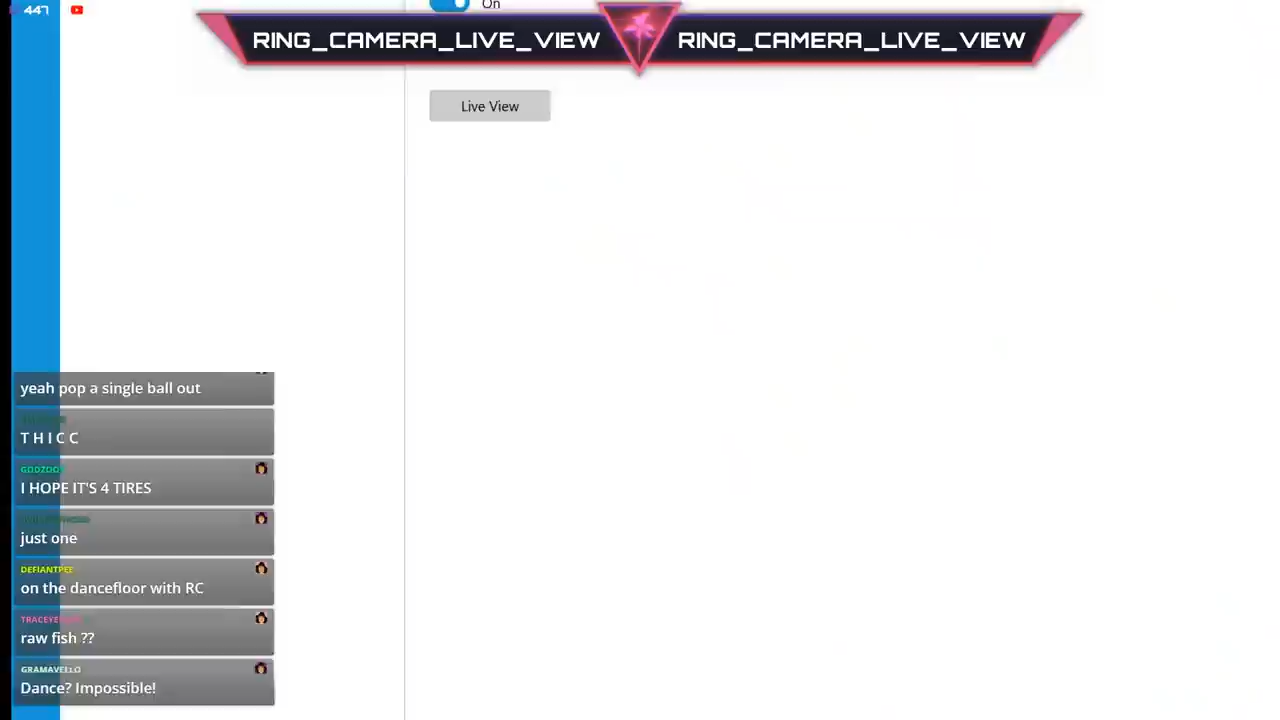 447
On
RING_CAMERA_LIVE_VIEW RING_CAMERA_LIVE_VIEW
Live View
yeah pop a single ball out
T H I C C
GODZDO
I HOPE IT'S 4 TIRES
just one
DEFIANTPEE
on the dancefloor with RC
raw fish ??
GRAMAVELLO
Dance? Impossible!